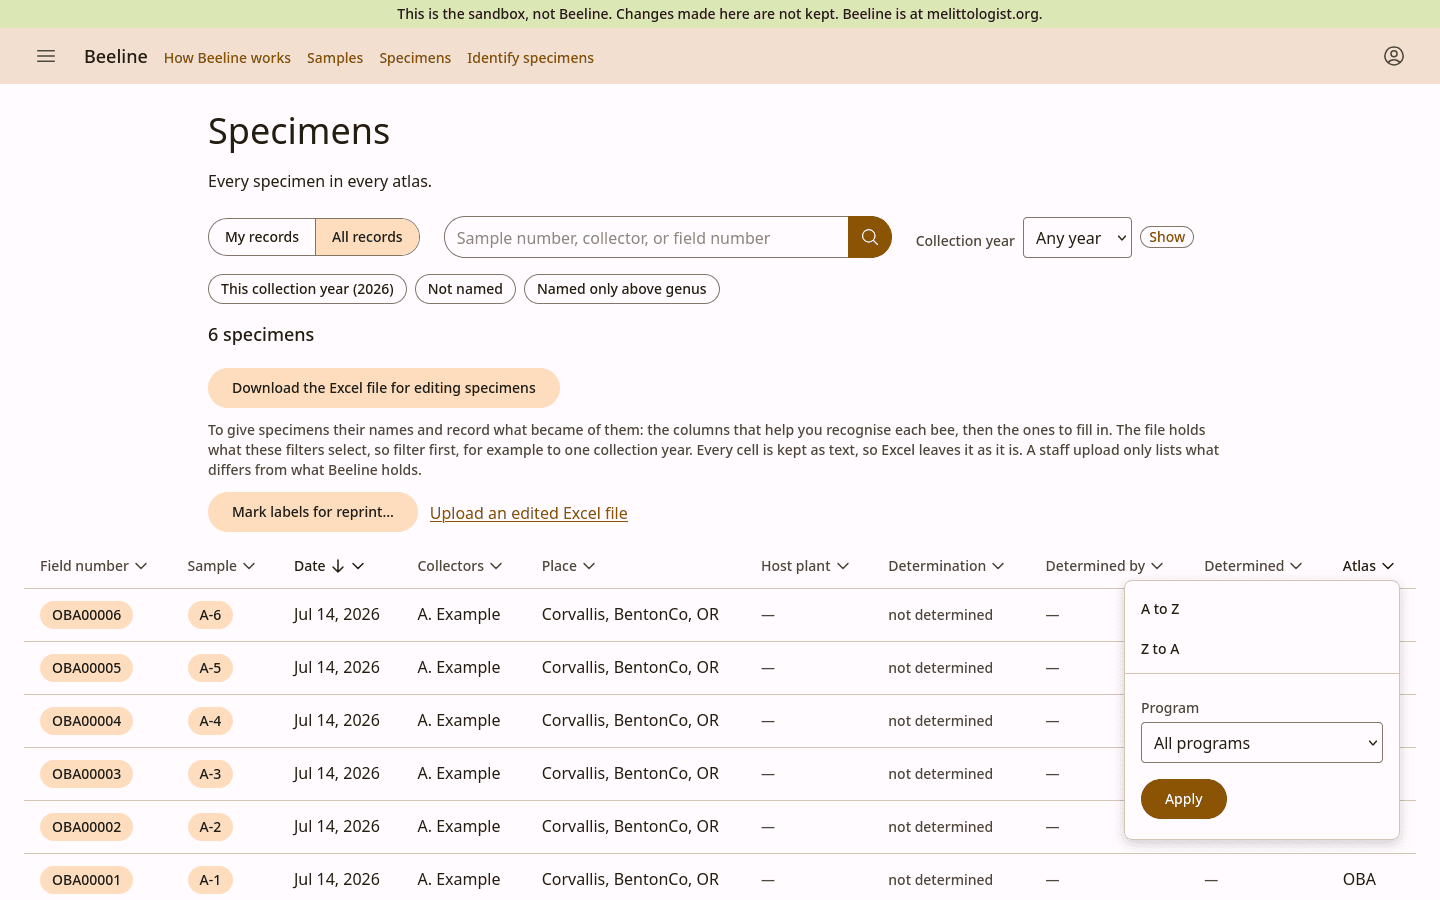 This is the sandbox, not Beeline. Changes made here are not kept. Beeline is at melittologist.org.
Beeline How Beeline works Samples Specimens Identify specimens
Specimens
Every specimen in every atlas.
My records All records Sample number, collector, or field number Collection year Any year Show
This collection year (2026) Not named Named only above genus
6 specimens
Download the Excel file for editing specimens
To give specimens their names and record what became of them: the columns that help you recognise each bee, then the ones to fill in. The file holds
what these filters select, so filter first, for example to one collection year. Every cell is kept as text, so Excel leaves it as it is. A staff upload only lists what
differs from what Beeline holds.
Mark labels for reprint... Upload an edited Excel file
Field number Sample Date Collectors Place Host plant Determination Determined by Determined Atlas
OBA00006 A-6 Jul 14, 2026 A. Example Corvallis, BentonCo, OR — not determined —
OBA00005 A-5 Jul 14, 2026 A. Example Corvallis, BentonCo, OR — not determined —
OBA00004 A-4 Jul 14, 2026 A. Example Corvallis, BentonCo, OR — not determined —
OBA00003 A-3 Jul 14, 2026 A. Example Corvallis, BentonCo, OR — not determined —
OBA00002 A-2 Jul 14, 2026 A. Example Corvallis, BentonCo, OR — not determined —
OBA00001 A-1 Jul 14, 2026 A. Example Corvallis, BentonCo, OR — not determined — — OBA
A to Z
Z to A
Program
All programs
Apply